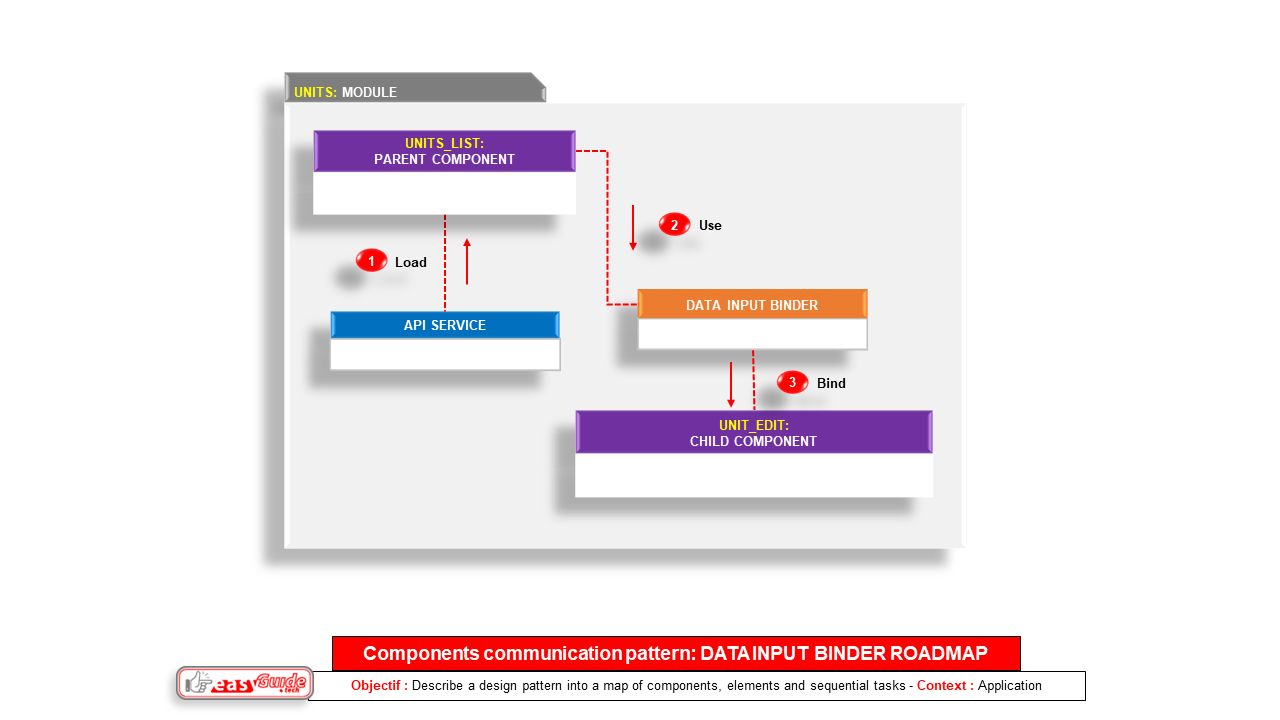 UNITS: MODULE
UNITS_LIST:
PARENT COMPONENT
2 Use
1 Load
DATA INPUT BINDER
API SERVICE
3 Bind
UNIT_EDIT:
CHILD COMPONENT
Components communication pattern: DATA INPUT BINDER ROADMAP
easyGuide
.tech
Objectif : Describe a design pattern into a map of components, elements and sequential tasks - Context : Application